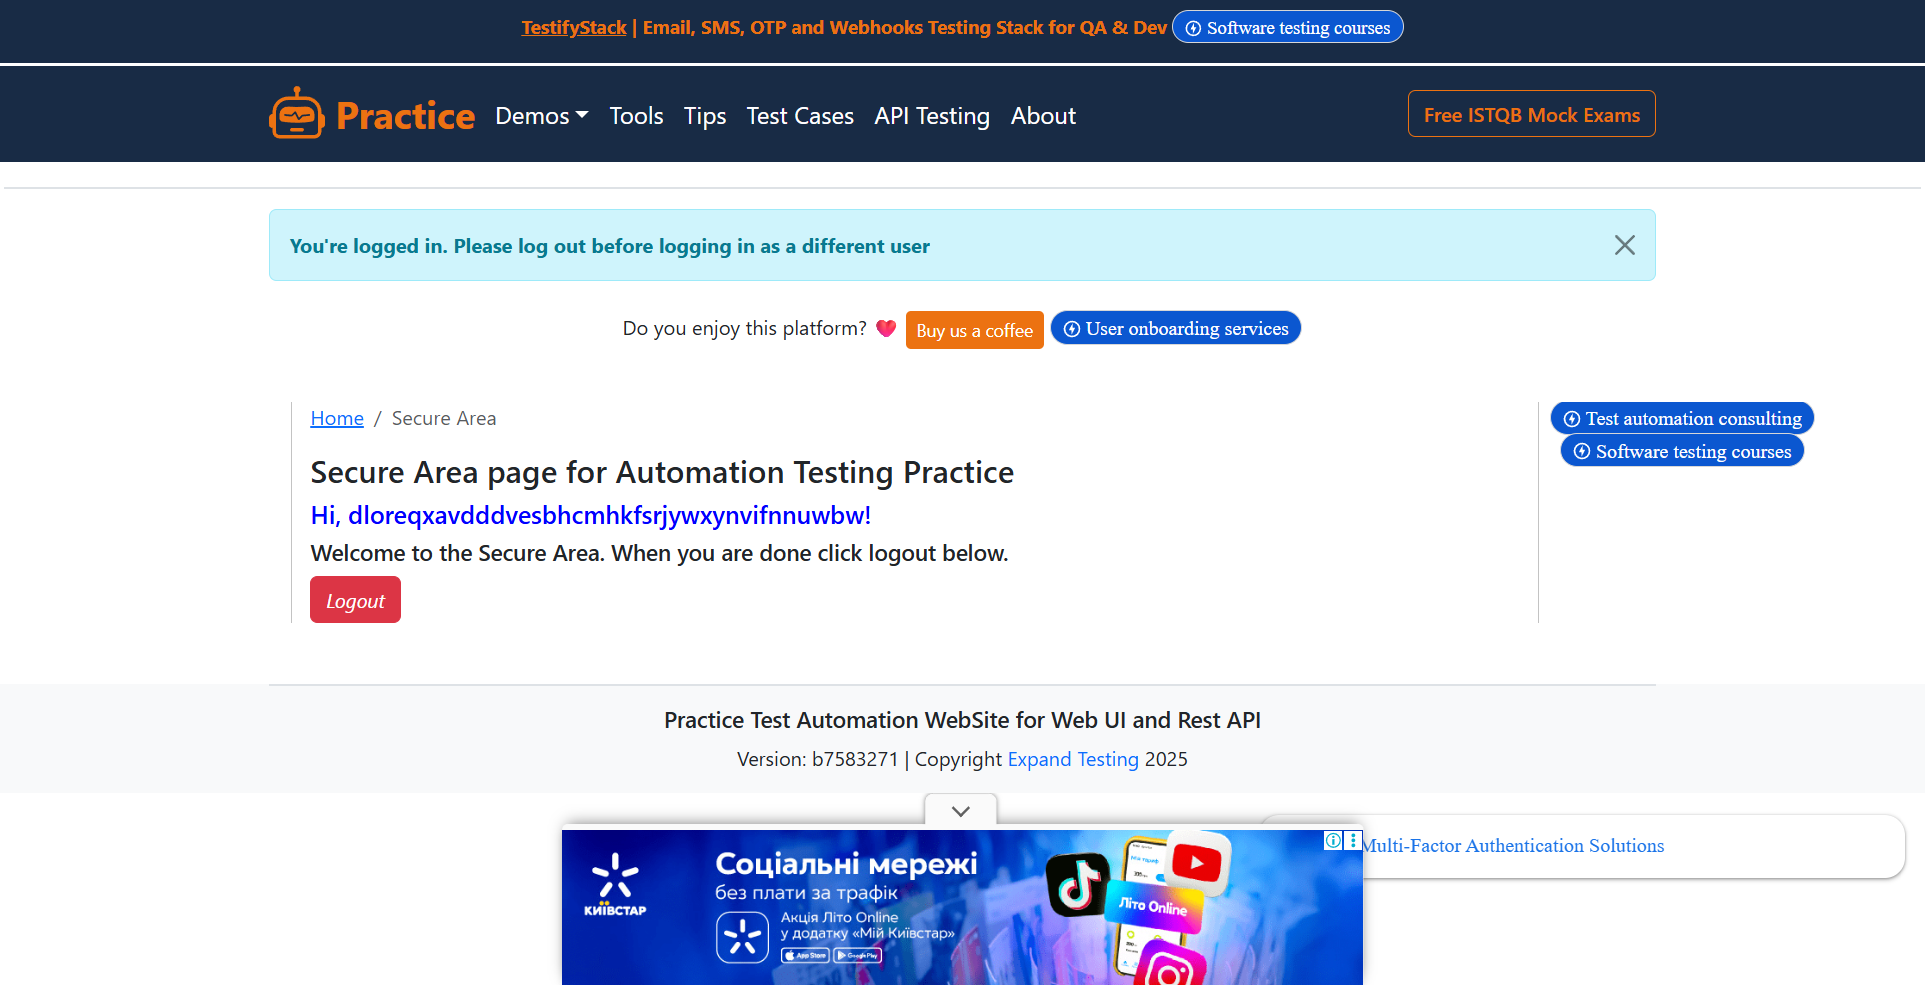 TestifyStack | Email, SMS, OTP and Webhooks Testing Stack for QA & Dev Software testing courses
Practice Demos Tools Tips Test Cases API Testing About Free ISTQB Mock Exams
You're logged in. Please log out before logging in as a different user
Do you enjoy this platform? Buy us a coffee User onboarding services
Home / Secure Area
Test automation consulting
Software testing courses
Secure Area page for Automation Testing Practice
Hi, dloreqxavdddvesbhcmhkfsrjywxynvifnnuwbw!
Welcome to the Secure Area. When you are done click logout below.
Logout
Practice Test Automation WebSite for Web UI and Rest API
Version: b7583271 | Copyright Expand Testing 2025
Multi-Factor Authentication Solutions
Соціальні мережі
без плати за трафік
КИЇВСТАР
Акція Літо Online
у додатку «Мій Київстар»
App Store Google Play
Літо Online